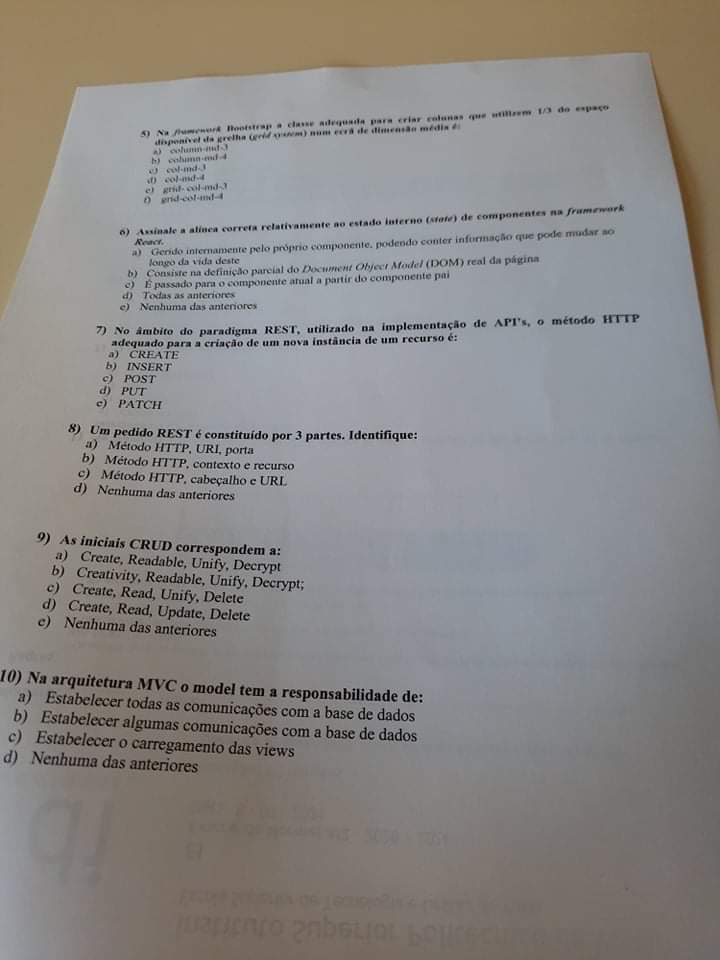 5) Na framework Bootstrap a classe adequada para criar colunas que utilizem 1/3 do espaço
disponível da grelha (grid system) num ecrã de dimensão média é:
a) column-md-3
b) column-md-4
c) col-md-3
d) col-md-4
e) grid- col-md-3
f) grid-col-md-4
6) Assinale a alínea correta relativamente ao estado interno (state) de componentes na framework
React.
a) Gerido internamente pelo próprio componente, podendo conter informação que pode mudar ao
longo da vida deste
b) Consiste na definição parcial do Document Object Model (DOM) real da página
c) É passado para o componente atual a partir do componente pai
d) Todas as anteriores
e) Nenhuma das anteriores
7) No âmbito do paradigma REST, utilizado na implementação de API's, o método HTTP
adequado para a criação de um nova instância de um recurso é:
a) CREATE
b) INSERT
c) POST
d) PUT
e) PATCH
8) Um pedido REST é constituído por 3 partes. Identifique:
a) Método HTTP, URI, porta
b) Método HTTP, contexto e recurso
c) Método HTTP, cabeçalho e URL
d) Nenhuma das anteriores
9) As iniciais CRUD correspondem a:
a) Create, Readable, Unify, Decrypt
b) Creativity, Readable, Unify, Decrypt;
c) Create, Read, Unify, Delete
d) Create, Read, Update, Delete
e) Nenhuma das anteriores
10) Na arquitetura MVC o model tem a responsabilidade de:
a) Estabelecer todas as comunicações com a base de dados
b) Estabelecer algumas comunicações com a base de dados
c) Estabelecer o carregamento das views
d) Nenhuma das anteriores